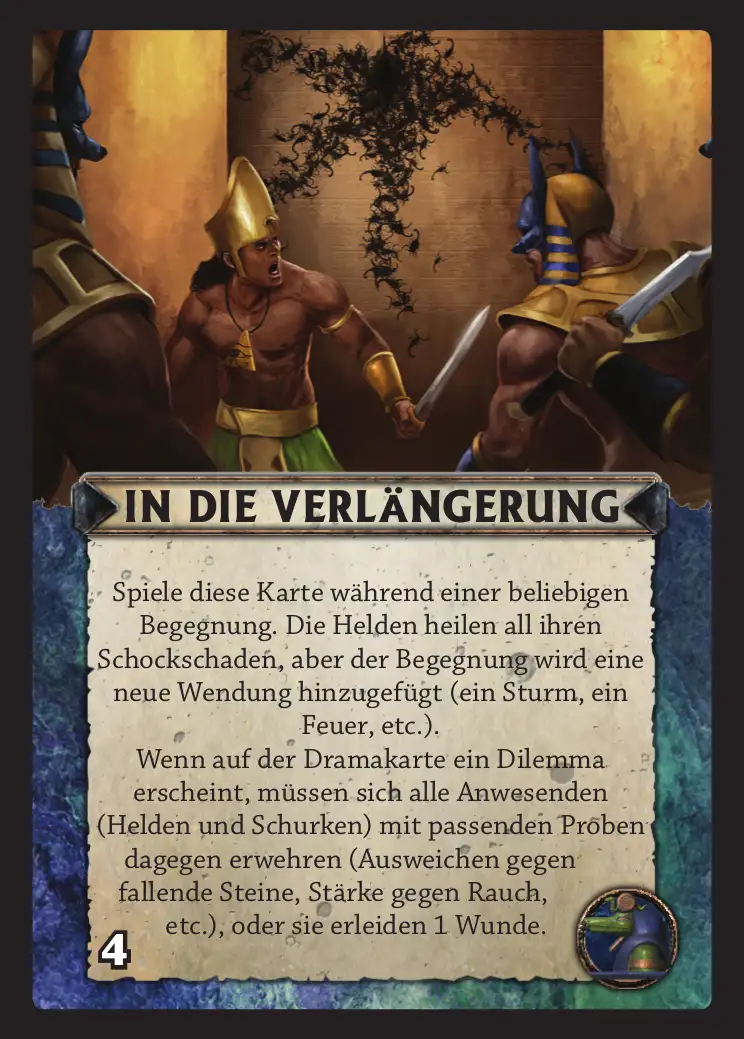 IN DIE VERLÄNGERUNG
Spiele diese Karte während einer beliebigen
Begegnung. Die Helden heilen all ihren
Schockschaden, aber der Begegnung wird eine
neue Wendung hinzugefügt (ein Sturm, ein
Feuer, etc.).
Wenn auf der Dramakarte ein Dilemma
erscheint, müssen sich alle Anwesenden
(Helden und Schurken) mit passenden Proben
dagegen erwehren (Ausweichen gegen
fallende Steine, Stärke gegen Rauch,
etc.), oder sie erleiden 1 Wunde.
4